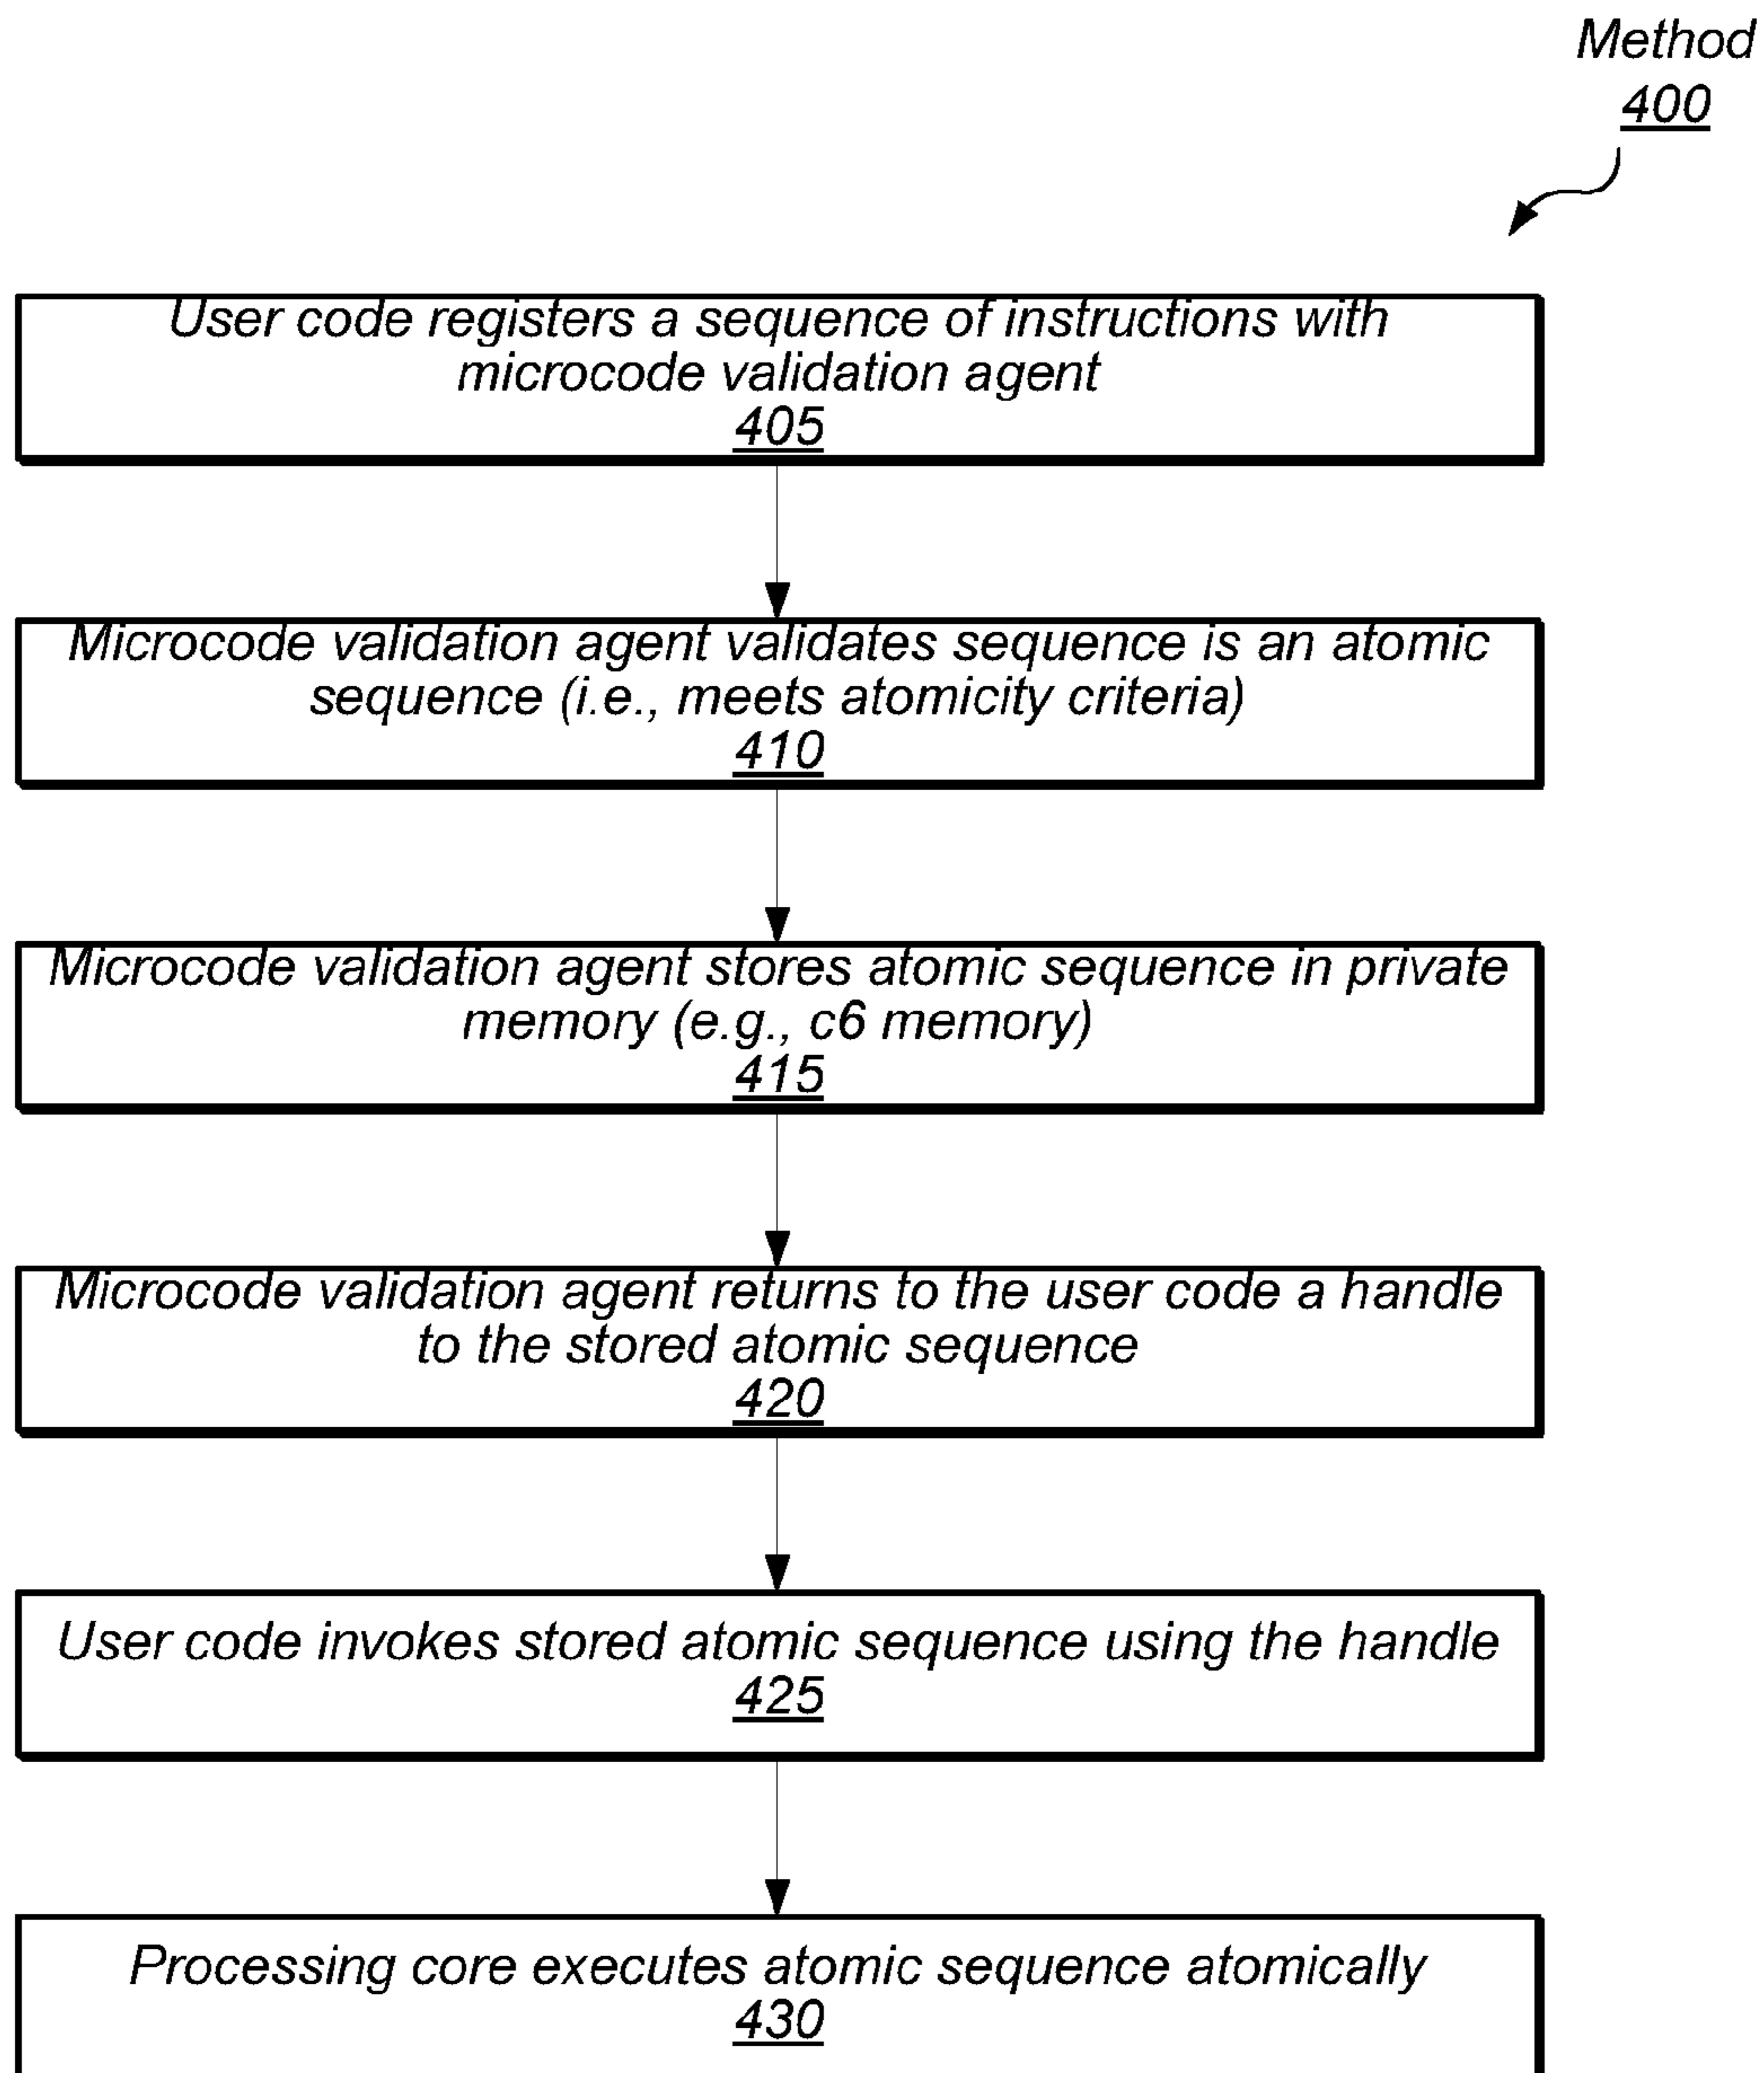 Method
400
User code registers a sequence of instructions with
microcode validation agent
405
Microcode validation agent validates sequence is an atomic
sequence (i.e., meets atomicity criteria)
410
Microcode validation agent stores atomic sequence in private
memory (e.g., c6 memory)
415
Microcode validation agent returns to the user code a handle
to the stored atomic sequence
420
User code invokes stored atomic sequence using the handle
425
Processing core executes atomic sequence atomically
430